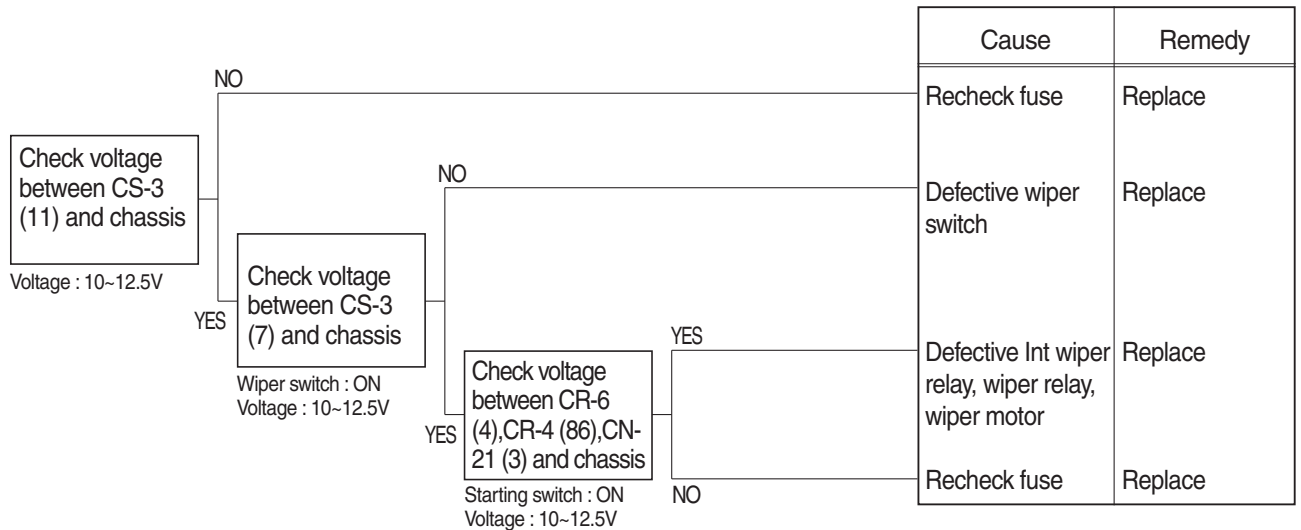 Cause
Remedy
NO
Recheck fuse
Replace
Check voltage
between CS-3
(11) and chassis
Voltage : 10~12.5V
YES
NO
Defective wiper
switch
Replace
Check voltage
between CS-3
(7) and chassis
Wiper switch : ON
Voltage : 10~12.5V
YES
YES
Defective Int wiper
relay, wiper relay,
wiper motor
Replace
Check voltage
between CR-6
(4),CR-4 (86),CN-
21 (3) and chassis
Starting switch : ON
Voltage : 10~12.5V
NO
Recheck fuse
Replace